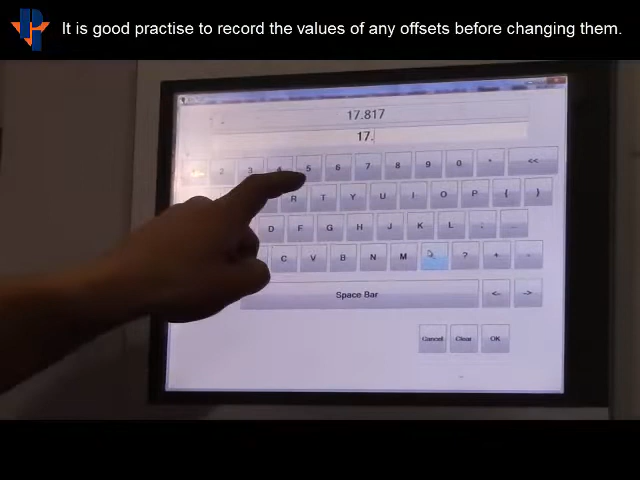 It is good practise to record the values of any offsets before changing them.
17.817
17.
2 3 4 5 6 7 8 9 0 * <<
R T Y U I O P { }
D F G H J K L ;
C V B N M ? + -
Space Bar <- ->
Cancel Clear OK